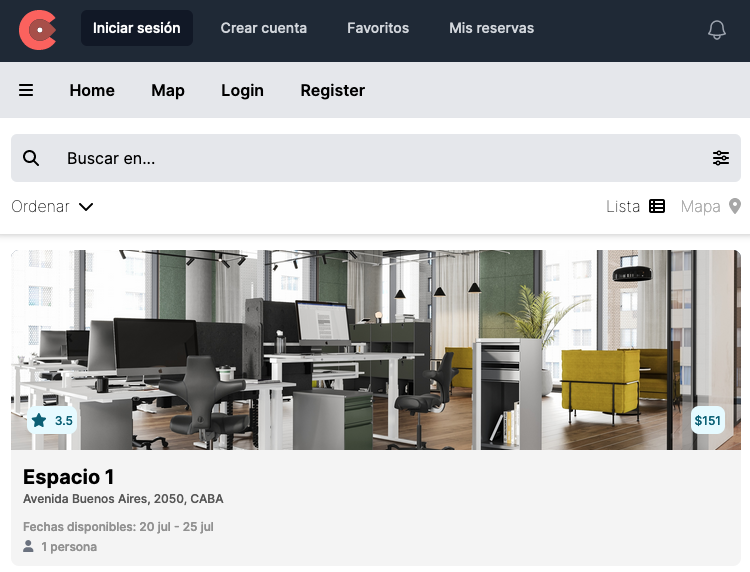 Iniciar sesión Crear cuenta Favoritos Mis reservas
Home Map Login Register
Buscar en...
Ordenar Lista Mapa
3.5 $151
Espacio 1
Avenida Buenos Aires, 2050, CABA
Fechas disponibles: 20 jul - 25 jul
1 persona